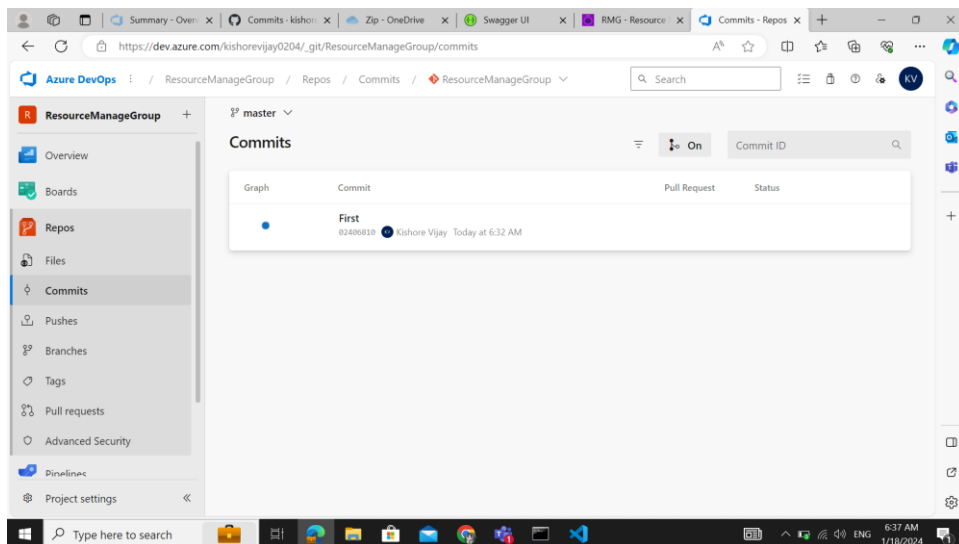 Summary - Over
Commits · kishor
Zip - OneDrive
Swagger UI
RMG - Resource
Commits - Repos
https://dev.azure.com/kishorevijay0204/_git/ResourceManageGroup/commits
Azure DevOps / ResourceManageGroup / Repos / Commits / ResourceManageGroup
Search
KV
R ResourceManageGroup +
master
Overview
Commits
On
Commit ID
Boards
Graph Commit Pull Request Status
Repos
First
02406810 Kishore Vijay Today at 6:32 AM
Files
Commits
Pushes
Branches
Tags
Pull requests
Advanced Security
Pipelines
Project settings
Type here to search
ENG
6:37 AM
1/18/2024